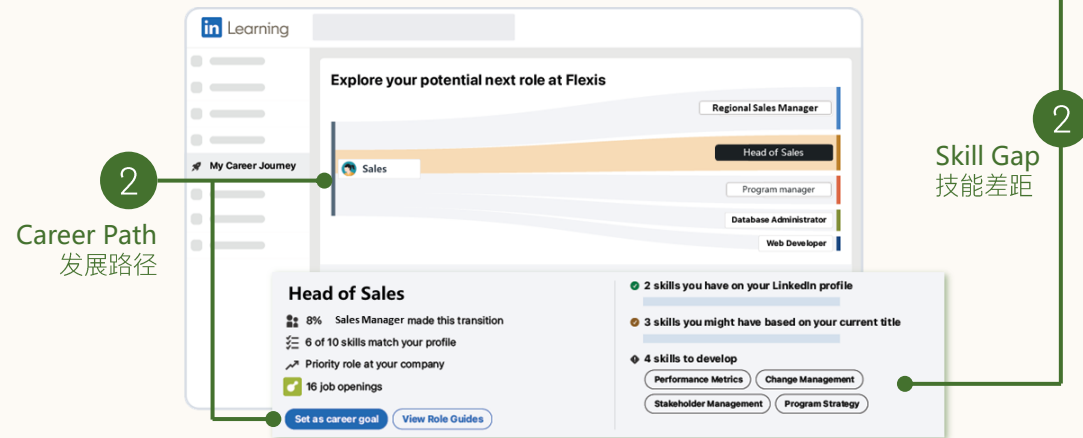 in Learning
Explore your potential next role at Flexis
Regional Sales Manager
Head of Sales
2
My Career Journey
Sales
Program manager
Database Administrator
Web Developer
2
Skill Gap
技能差距
Career Path
发展路径
Head of Sales
8% Sales Manager made this transition
6 of 10 skills match your profile
Priority role at your company
16 job openings
Set as career goal
View Role Guides
2 skills you have on your LinkedIn profile
3 skills you might have based on your current title
4 skills to develop
Performance Metrics
Change Management
Stakeholder Management
Program Strategy